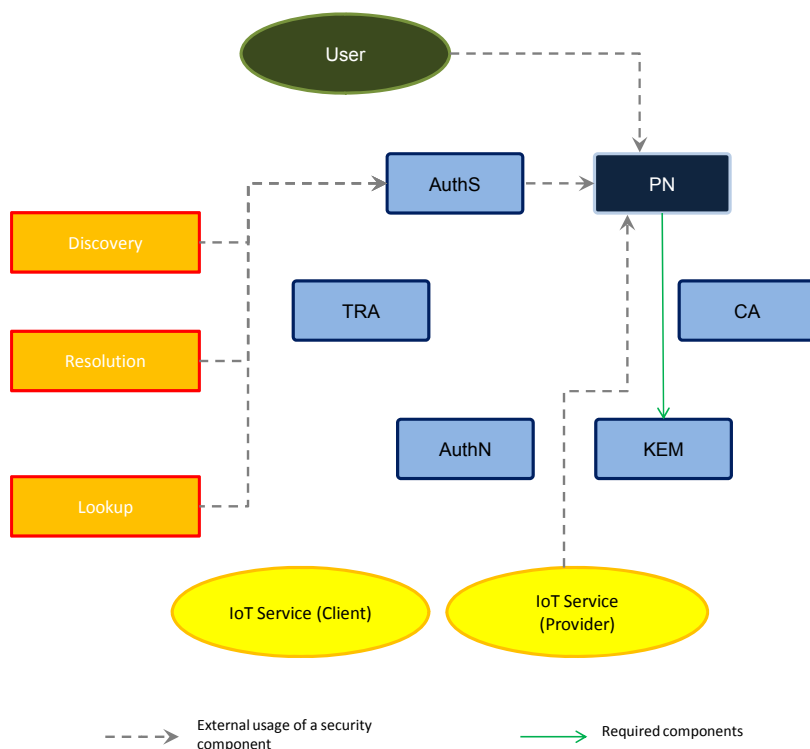 User
AuthS
PN
Discovery
TRA
CA
Resolution
AuthN
KEM
Lookup
IoT Service (Client)
IoT Service
(Provider)
External usage of a security
component
Required components